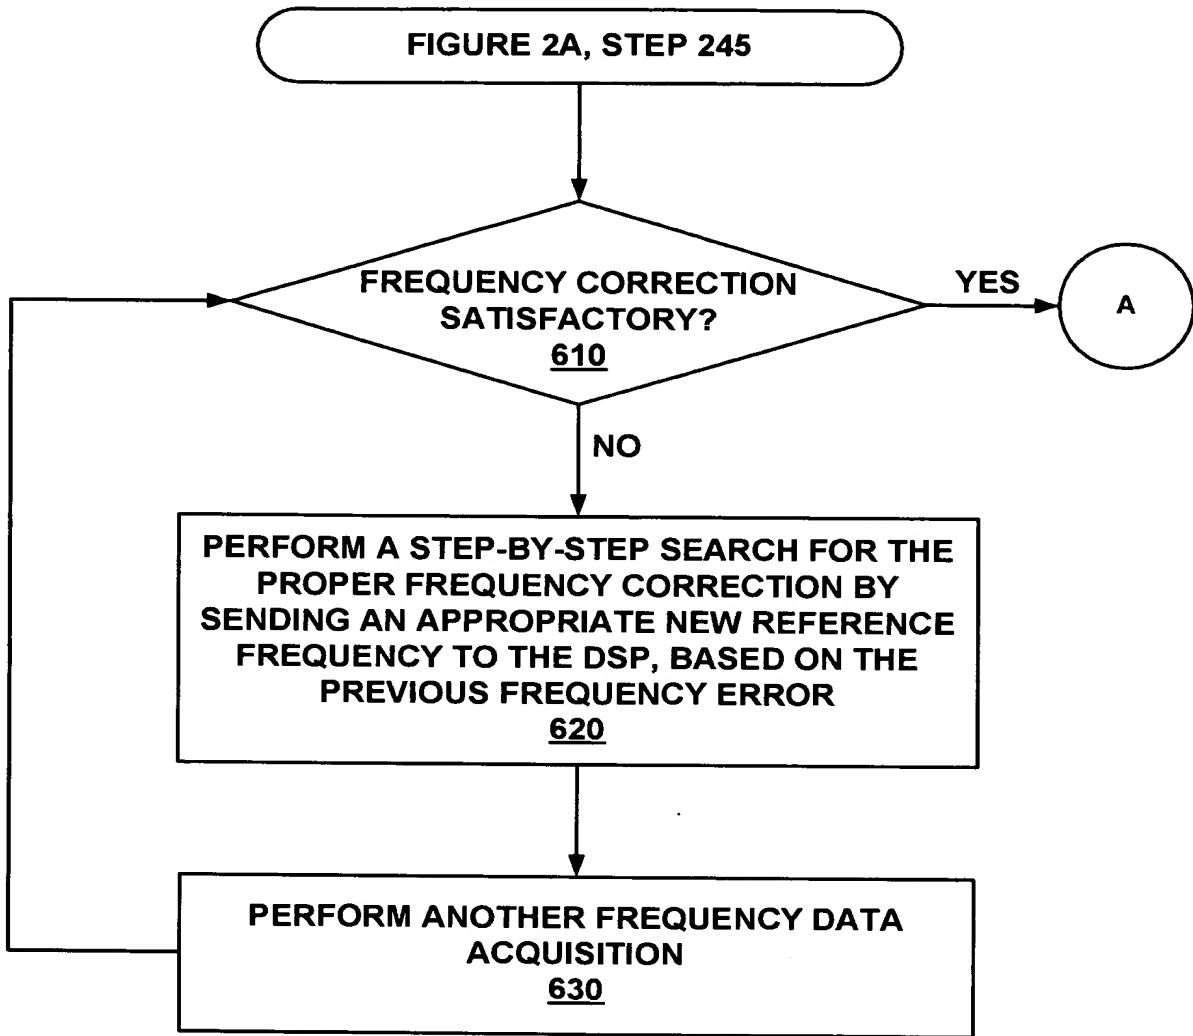 FIGURE 2A, STEP 245
FREQUENCY CORRECTION
SATISFACTORY?
610
YES
A
NO
PERFORM A STEP-BY-STEP SEARCH FOR THE
PROPER FREQUENCY CORRECTION BY
SENDING AN APPROPRIATE NEW REFERENCE
FREQUENCY TO THE DSP, BASED ON THE
PREVIOUS FREQUENCY ERROR
620
PERFORM ANOTHER FREQUENCY DATA
ACQUISITION
630